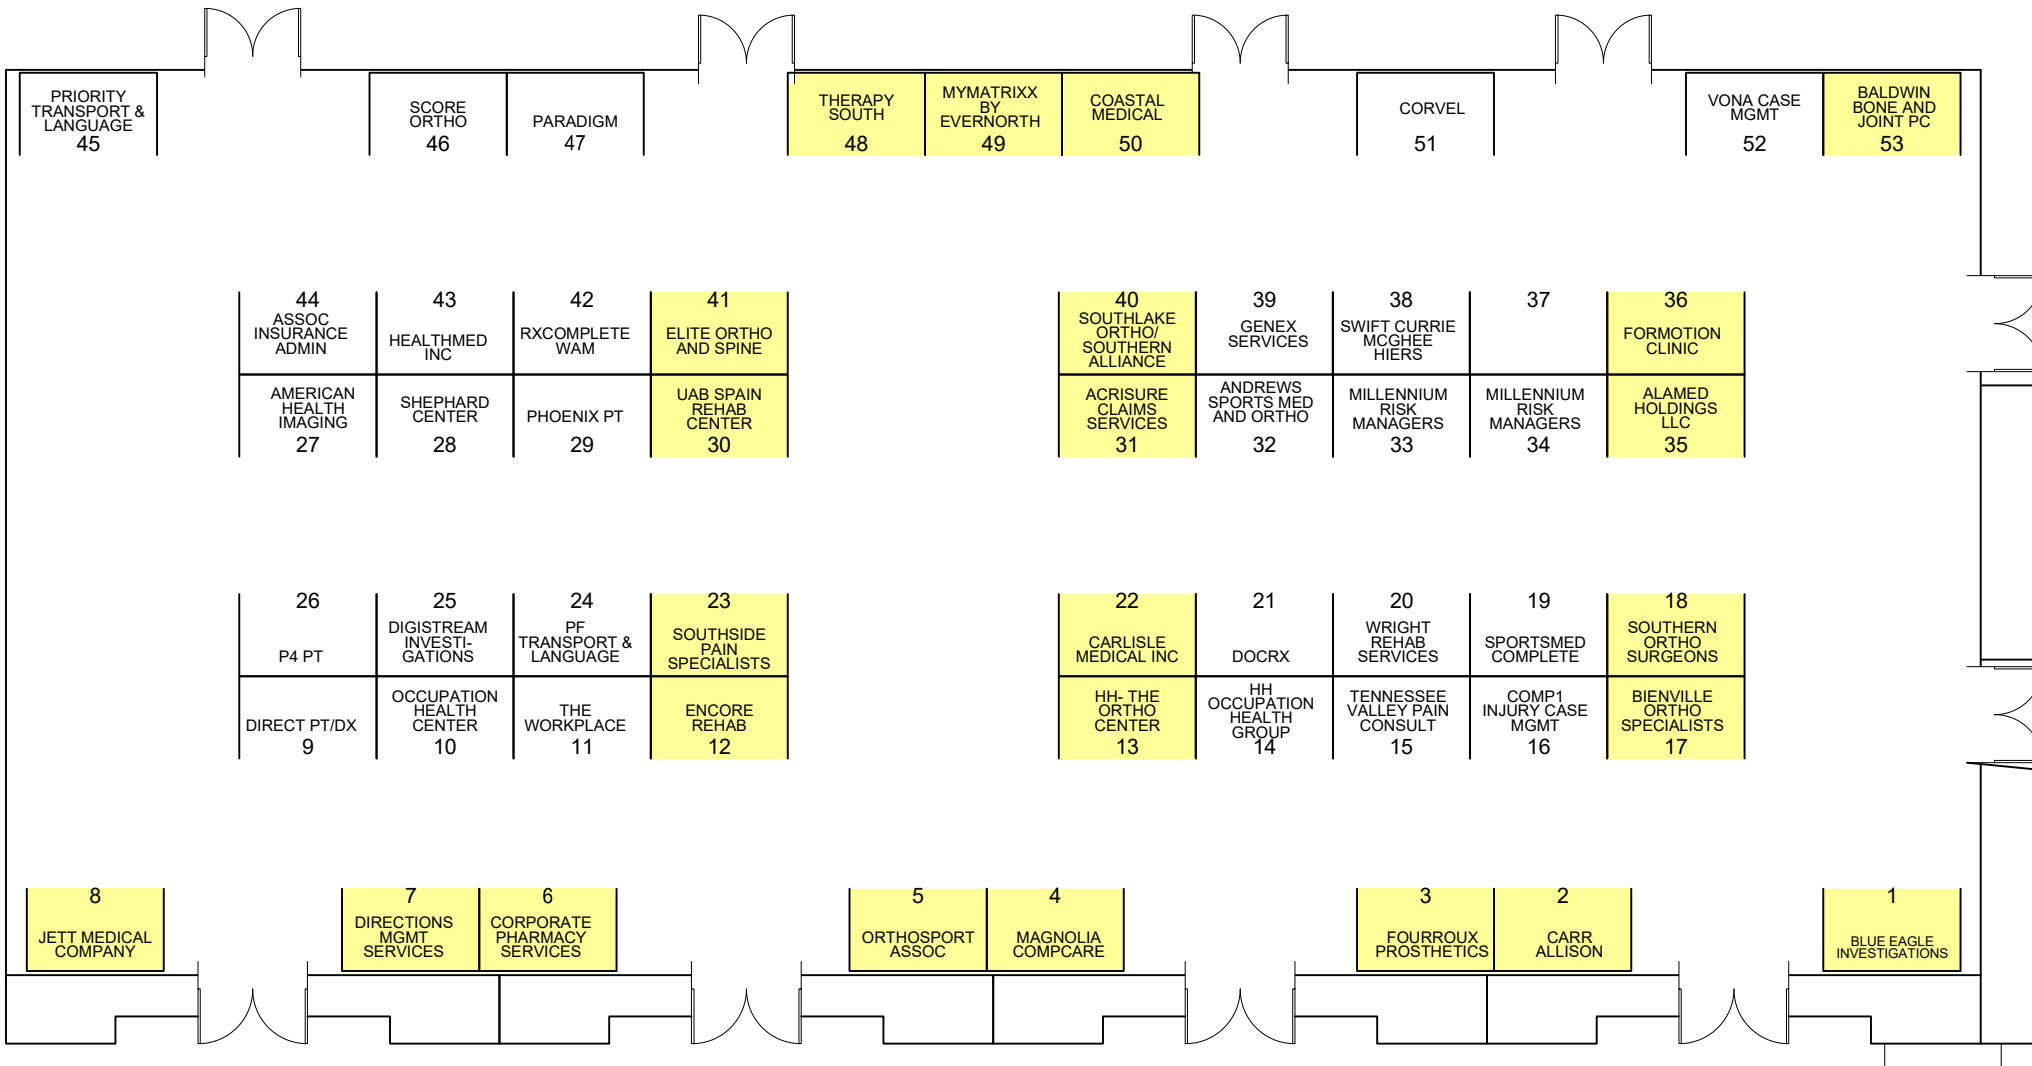 PRIORITY
TRANSPORT &
LANGUAGE
45
SCORE
ORTHO
46
PARADIGM
47
THERAPY
SOUTH
48
MYMATRIXX
BY
EVERNORTH
49
COASTAL
MEDICAL
50
CORVEL
51
VONA CASE
MGMT
52
BALDWIN
BONE AND
JOINT PC
53
44
ASSOC
INSURANCE
ADMIN
43
HEALTHMED
INC
42
RXCOMPLETE
WAM
41
ELITE ORTHO
AND SPINE
40
SOUTHLAKE
ORTHO/
SOUTHERN
ALLIANCE
39
GENEX
SERVICES
38
SWIFT CURRIE
MCGHEE
HIERS
37
36
FORMOTION
CLINIC
AMERICAN
HEALTH
IMAGING
27
SHEPHARD
CENTER
28
PHOENIX PT
29
UAB SPAIN
REHAB
CENTER
30
ACRISURE
CLAIMS
SERVICES
31
ANDREWS
SPORTS MED
AND ORTHO
32
MILLENNIUM
RISK
MANAGERS
33
MILLENNIUM
RISK
MANAGERS
34
ALAMED
HOLDINGS
LLC
35
26
P4 PT
25
DIGISTREAM
INVESTI-
GATIONS
24
PF
TRANSPORT &
LANGUAGE
23
SOUTHSIDE
PAIN
SPECIALISTS
22
CARLISLE
MEDICAL INC
21
DOCRX
20
WRIGHT
REHAB
SERVICES
19
SPORTSMED
COMPLETE
18
SOUTHERN
ORTHO
SURGEONS
DIRECT PT/DX
9
OCCUPATION
HEALTH
CENTER
10
THE
WORKPLACE
11
ENCORE
REHAB
12
HH- THE
ORTHO
CENTER
13
HH
OCCUPATION
HEALTH
GROUP
14
TENNESSEE
VALLEY PAIN
CONSULT
15
COMP1
INJURY CASE
MGMT
16
BIENVILLE
ORTHO
SPECIALISTS
17
8
JETT MEDICAL
COMPANY
7
DIRECTIONS
MGMT
SERVICES
6
CORPORATE
PHARMACY
SERVICES
5
ORTHOSPORT
ASSOC
4
MAGNOLIA
COMPCARE
3
FOURROUX
PROSTHETICS
2
CARR
ALLISON
1
BLUE EAGLE
INVESTIGATIONS